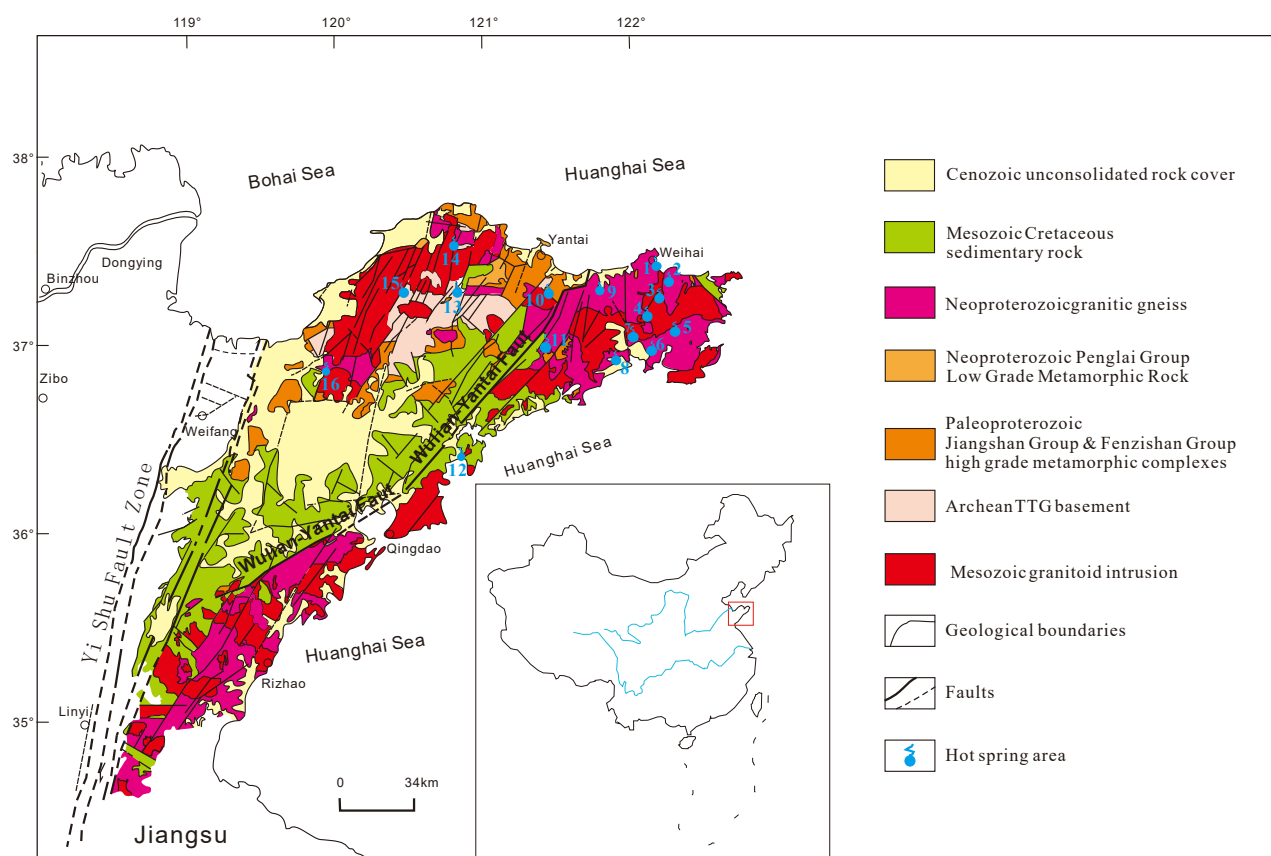 119°
120°
121°
122°
38°
37°
36°
35°
Bohai Sea
Huanghai Sea
Yantai
Weihai
Dongying
Binzhou
Zibo
Weifang
Yi Shu Fault Zone
Wulian-Yantai Faut
Wulian-Yantai Faut
Huanghai Sea
Qingdao
Huanghai Sea
Rizhao
Linyi
Jiangsu
0 34km
1
2
3
4
5
6
8
9
10
11
12
13
14
15
16
Cenozoic unconsolidated rock cover
Mesozoic Cretaceous
sedimentary rock
Neoproterozoicgranitic gneiss
Neoproterozoic Penglai Group
Low Grade Metamorphic Rock
Paleoproterozoic
Jiangshan Group & Fenzishan Group
high grade metamorphic complexes
Archean TTG basement
Mesozoic granitoid intrusion
Geological boundaries
Faults
Hot spring area